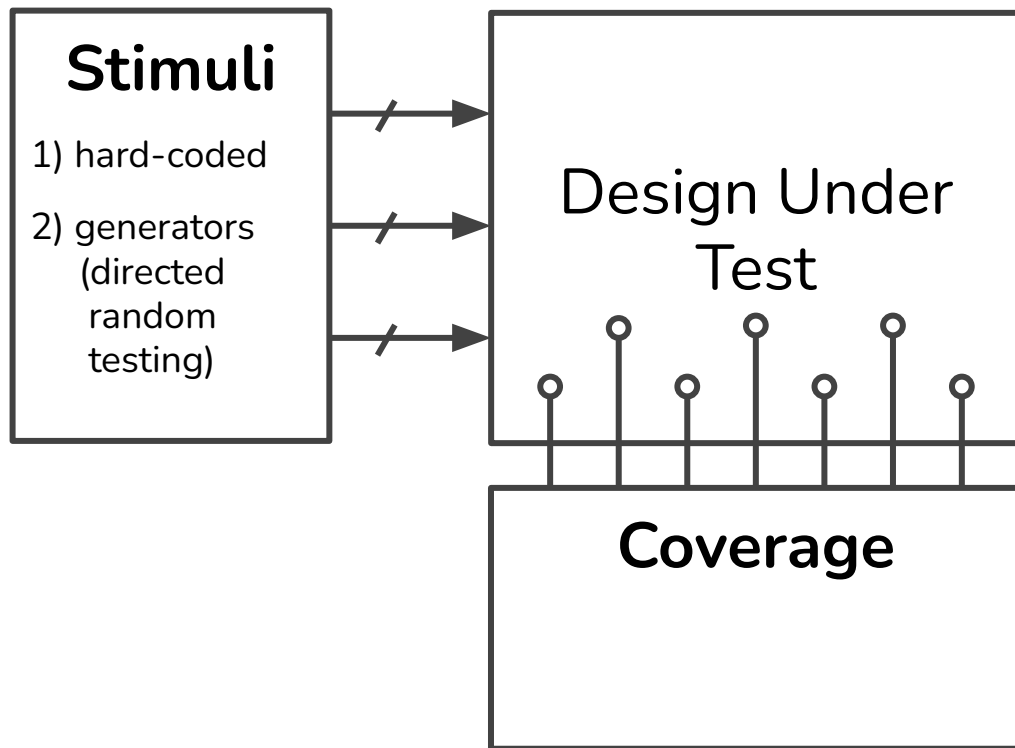 Stimuli
1) hard-coded
2) generators
(directed
random
testing)
Design Under
Test
Coverage